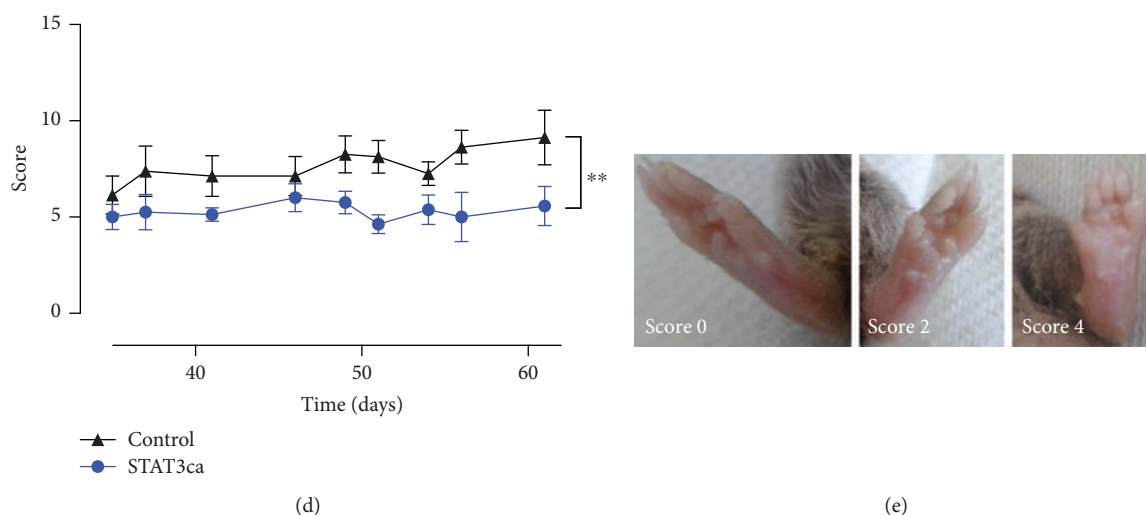 15
10
5
0
Score
**
40 50 60
Time (days)
Control
STAT3ca
(d)
Score 0 Score 2 Score 4
(e)